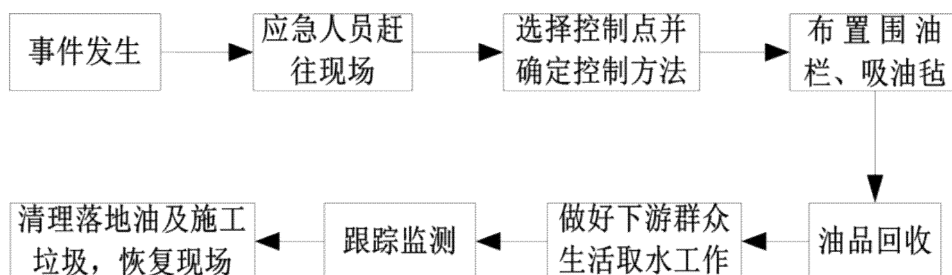 事件发生
应急人员赶
往现场
选择控制点并
确定控制方法
布置围油
栏、吸油毡
油品回收
做好下游群众
生活取水工作
跟踪监测
清理落地油及施工
垃圾，恢复现场